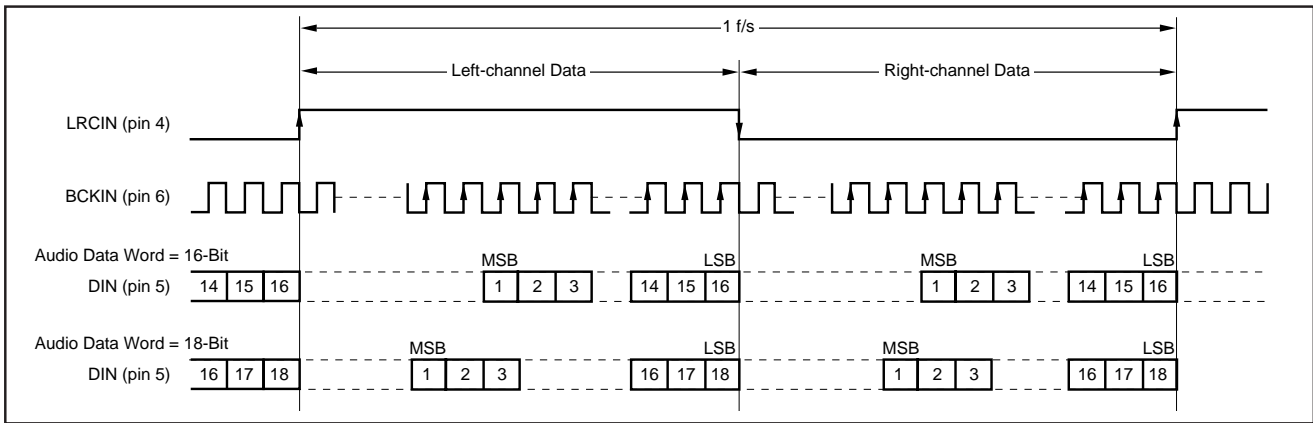 1 f/s
Left-channel Data Right-channel Data
LRCIN (pin 4)
BCKIN (pin 6)
Audio Data Word = 16-Bit MSB LSB MSB LSB
DIN (pin 5) 14 15 16 1 2 3 14 15 16 1 2 3 14 15 16
Audio Data Word = 18-Bit MSB LSB MSB LSB
DIN (pin 5) 16 17 18 1 2 3 16 17 18 1 2 3 16 17 18